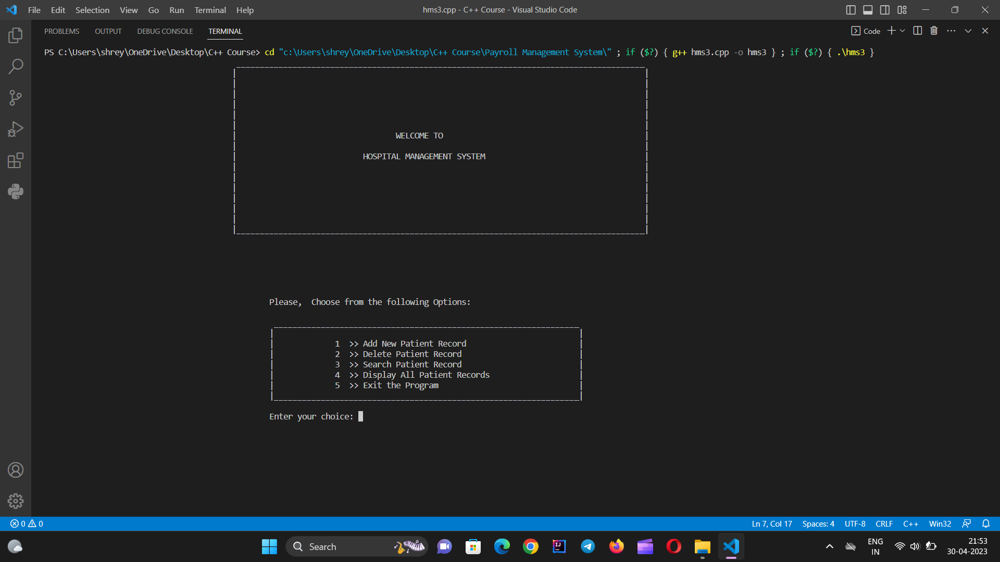 File Edit Selection View Go Run Terminal Help hms3.cpp - C++ Course - Visual Studio Code
PROBLEMS OUTPUT DEBUG CONSOLE TERMINAL Code
PS C:\Users\shrey\OneDrive\Desktop\C++ Course> cd "c:\Users\shrey\OneDrive\Desktop\C++ Course\Payroll Management System\" ; if ($?) { g++ hms3.cpp -o hms3 } ; if ($?) { .\hms3 }
WELCOME TO
HOSPITAL MANAGEMENT SYSTEM
Please,  Choose from the following Options:
1  >> Add New Patient Record
2  >> Delete Patient Record
3  >> Search Patient Record
4  >> Display All Patient Records
5  >> Exit the Program
Enter your choice:
0 0 Ln 7, Col 17 Spaces: 4 UTF-8 CRLF C++ Win32
Search
IJ
ENG
IN
21:53
30-04-2023